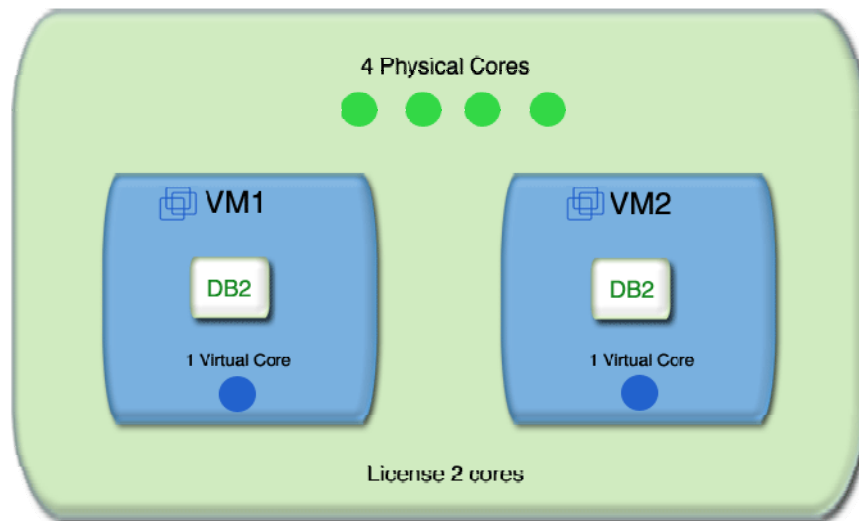 4 Physical Cores
VM1
VM2
DB2
DB2
1 Virtual Core
1 Virtual Core
License 2 cores